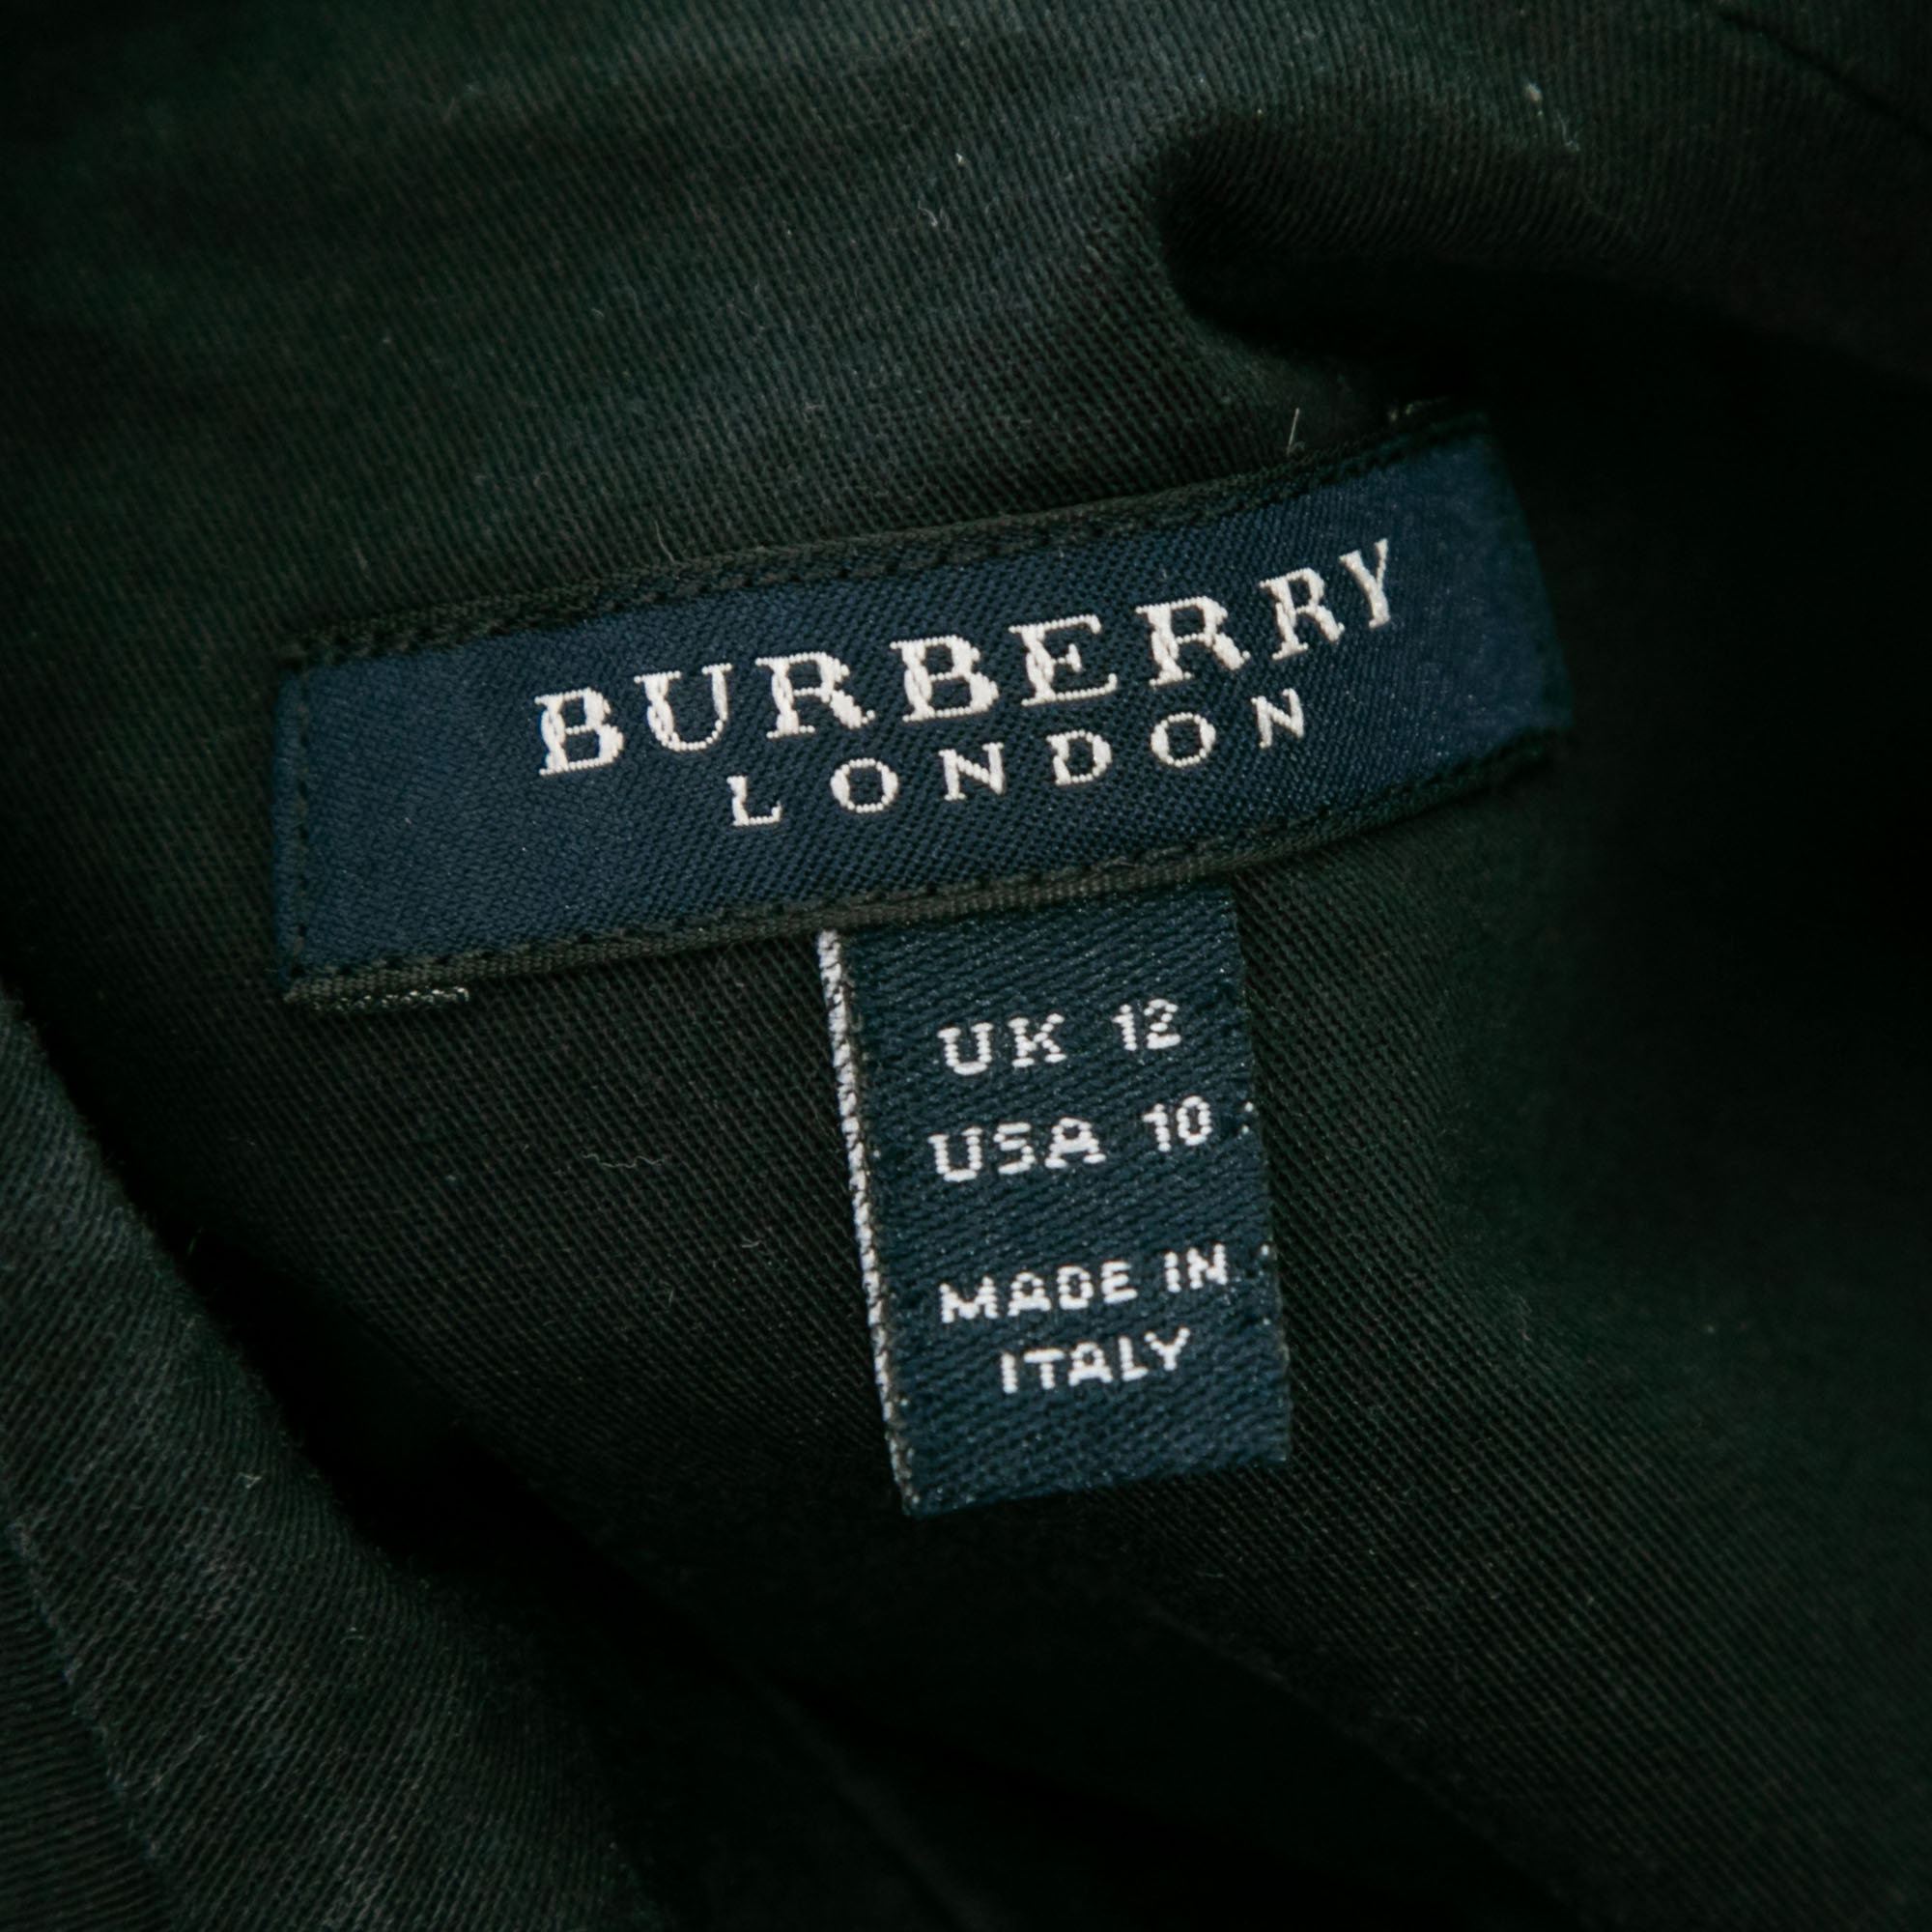 BURBERRY
LONDON
UK 12
USA 10
MADE IN
ITALY